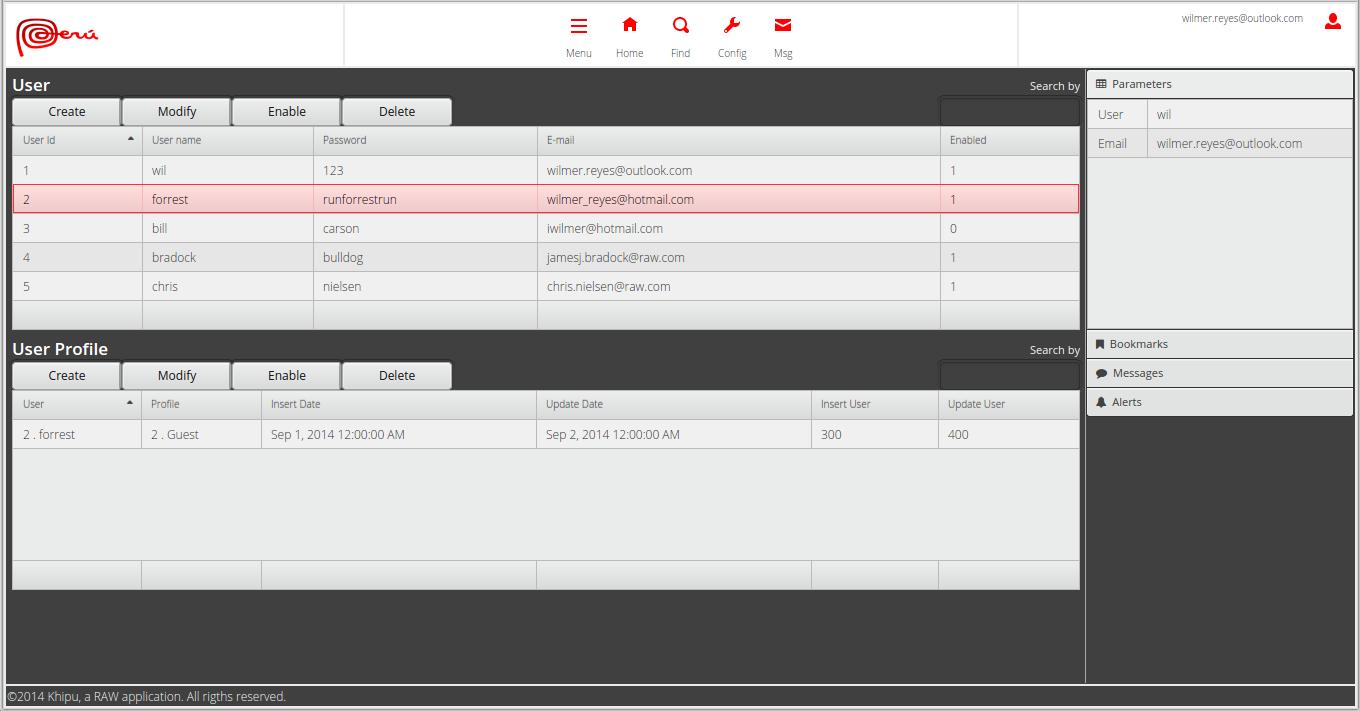 Perú
wilmer.reyes@outlook.com
Menu Home Find Config Msg
User Search by
Create Modify Enable Delete
User Id User name Password E-mail Enabled
1 wil 123 wilmer.reyes@outlook.com 1
2 forrest runforrestrun wilmer_reyes@hotmail.com 1
3 bill carson iwilmer@hotmail.com 0
4 bradock bulldog jamesj.bradock@raw.com 1
5 chris nielsen chris.nielsen@raw.com 1
User Profile Search by
Create Modify Enable Delete
User Profile Insert Date Update Date Insert User Update User
2 . forrest 2 . Guest Sep 1, 2014 12:00:00 AM Sep 2, 2014 12:00:00 AM 300 400
Parameters
User wil
Email wilmer.reyes@outlook.com
Bookmarks
Messages
Alerts
©2014 Khipu, a RAW application. All rigths reserved.